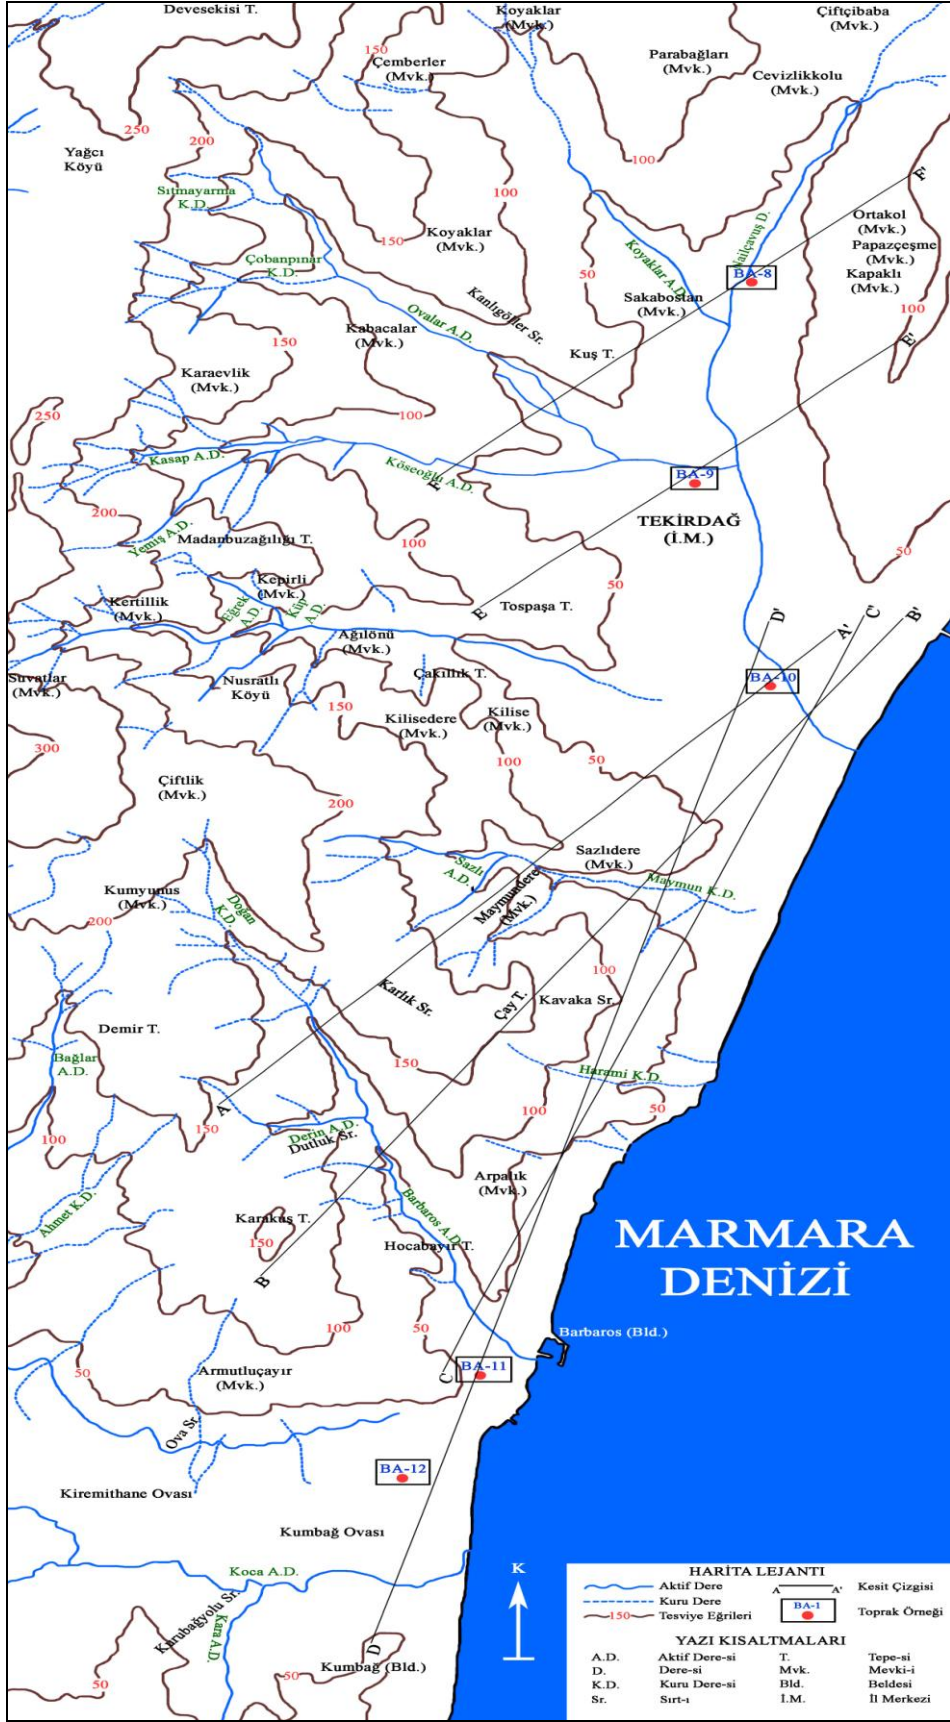 Devesekisi T.
Koyaklar
(Mvk.)
Çiftçibaba
(Mvk.)
150
Çemberler
(Mvk.)
Parabağları
(Mvk.)
Cevizlikkolu
(Mvk.)
250
200
Yağcı
Köyü
100
Sıtmayarma
K.D.
100
F'
Ortakol
(Mvk.)
Papazçeşme
(Mvk.)
Kapaklı
(Mvk.)
Nailçavuş D.
150
Koyaklar
(Mvk.)
Koyaklar A.D.
Çobanpınar
K.D.
50
BA-8
Sakabostan
(Mvk.)
Kanlıgöller Sr.
Ovalar A.D.
100
150
Kabacalar
(Mvk.)
E'
Kuş T.
Karaevlik
(Mvk.)
250
100
Kasap A.D.
Köseoğlu A.D.
F
BA-9
200
TEKİRDAĞ
(İ.M.)
Yemiş A.D.
Madanbuzağılığı T.
100
50
Kepirli
(Mvk.)
50
Kertillik
(Mvk.)
Eğrek
A.D.
Küp
A.D.
E
Tospaşa T.
D'
A'
C'
B'
Ağılönü
(Mvk.)
Suvatlar
(Mvk.)
Nusratlı
Köyü
Çakıllık T.
BA-10
150
Kilisedere
(Mvk.)
Kilise
(Mvk.)
300
100
50
Çiftlik
(Mvk.)
200
Sazlıdere
(Mvk.)
Sazlı
A.D.
Maymundere
(Mvk.)
Maymun K.D.
Kumyunus
(Mvk.)
Doğan
K.D.
200
100
Karlık Sr.
Çay T.
Kavaka Sr.
Demir T.
Bağlar
A.D.
150
Harami K.D.
A
100
50
150
Derin A.D.
Dutluk Sr.
100
Arpalık
(Mvk.)
Ahmet K.D.
Barbaros A.D.
Karakuş T.
150
Hocabayır T.
MARMARA
DENİZİ
B
100
50
Barbaros (Bld.)
50
Armutluçayır
(Mvk.)
C
BA-11
Ova Sr.
BA-12
Kiremithane Ovası
Kumbağ Ovası
Koca A.D.
Karubağyolu Sr.
Kara A.D.
D
Kumbağ (Bld.)
50
50
K
HARİTA LEJANTI
Aktif Dere
A A' Kesit Çizgisi
Kuru Dere
150 Tesviye Eğrileri
BA-1 Toprak Örneği
YAZI KISALTMALARI
A.D. Aktif Dere-si T. Tepe-si
D. Dere-si Mvk. Mevki-i
K.D. Kuru Dere-si Bld. Beldesi
Sr. Sırt-ı İ.M. İl Merkezi